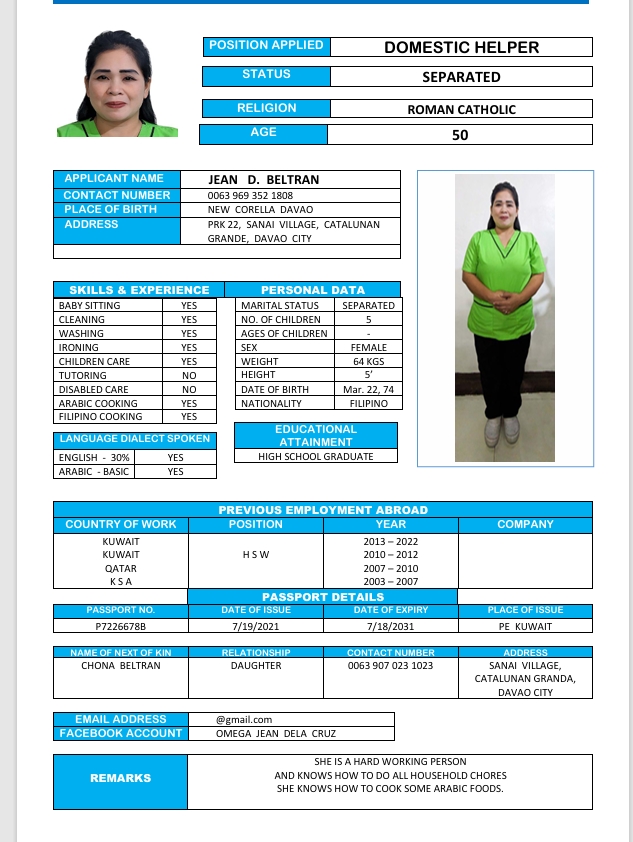 POSITION APPLIED DOMESTIC HELPER
STATUS SEPARATED
RELIGION ROMAN CATHOLIC
AGE 50
APPLICANT NAME JEAN D. BELTRAN
CONTACT NUMBER 0063 969 352 1808
PLACE OF BIRTH NEW CORELLA DAVAO
ADDRESS PRK 22, SANAI VILLAGE, CATALUNAN
GRANDE, DAVAO CITY
SKILLS & EXPERIENCE PERSONAL DATA
BABY SITTING YES MARITAL STATUS SEPARATED
CLEANING YES NO. OF CHILDREN 5
WASHING YES AGES OF CHILDREN -
IRONING YES SEX FEMALE
CHILDREN CARE YES WEIGHT 64 KGS
TUTORING NO HEIGHT 5’
DISABLED CARE NO DATE OF BIRTH Mar. 22, 74
ARABIC COOKING YES NATIONALITY FILIPINO
FILIPINO COOKING YES
LANGUAGE DIALECT SPOKEN
ENGLISH - 30% YES
ARABIC - BASIC YES
EDUCATIONAL
ATTAINMENT
HIGH SCHOOL GRADUATE
PREVIOUS EMPLOYMENT ABROAD
COUNTRY OF WORK POSITION YEAR COMPANY
KUWAIT 2013 – 2022
KUWAIT H S W 2010 – 2012
QATAR 2007 – 2010
K S A 2003 – 2007
PASSPORT DETAILS
PASSPORT NO. DATE OF ISSUE DATE OF EXPIRY PLACE OF ISSUE
P7226678B 7/19/2021 7/18/2031 PE KUWAIT
NAME OF NEXT OF KIN RELATIONSHIP CONTACT NUMBER ADDRESS
CHONA BELTRAN DAUGHTER 0063 907 023 1023 SANAI VILLAGE,
CATALUNAN GRANDA,
DAVAO CITY
EMAIL ADDRESS @gmail.com
FACEBOOK ACCOUNT OMEGA JEAN DELA CRUZ
REMARKS
SHE IS A HARD WORKING PERSON
AND KNOWS HOW TO DO ALL HOUSEHOLD CHORES
SHE KNOWS HOW TO COOK SOME ARABIC FOODS.